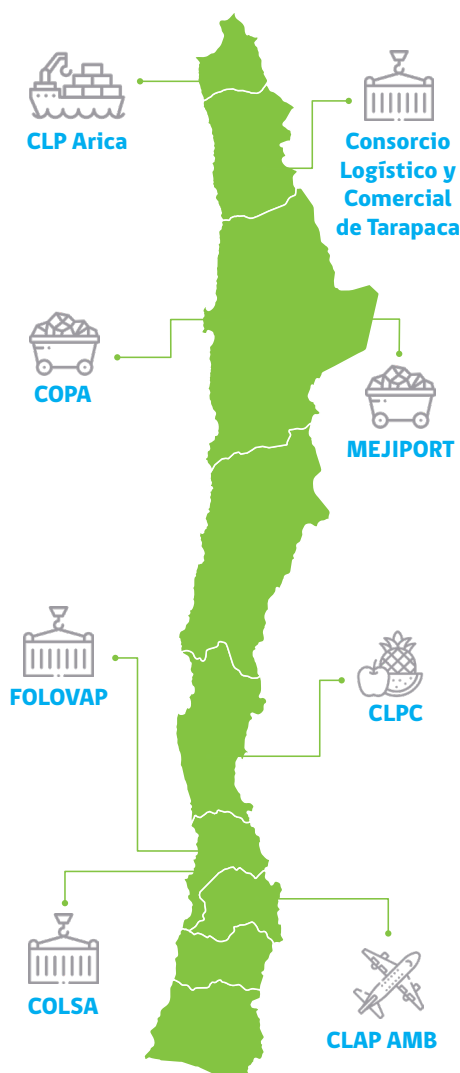 CLP Arica
Consorcio
Logístico y
Comercial
de Tarapaca
COPA
MEJIPORT
FOLOVAP
CLPC
COLSA
CLAP AMB